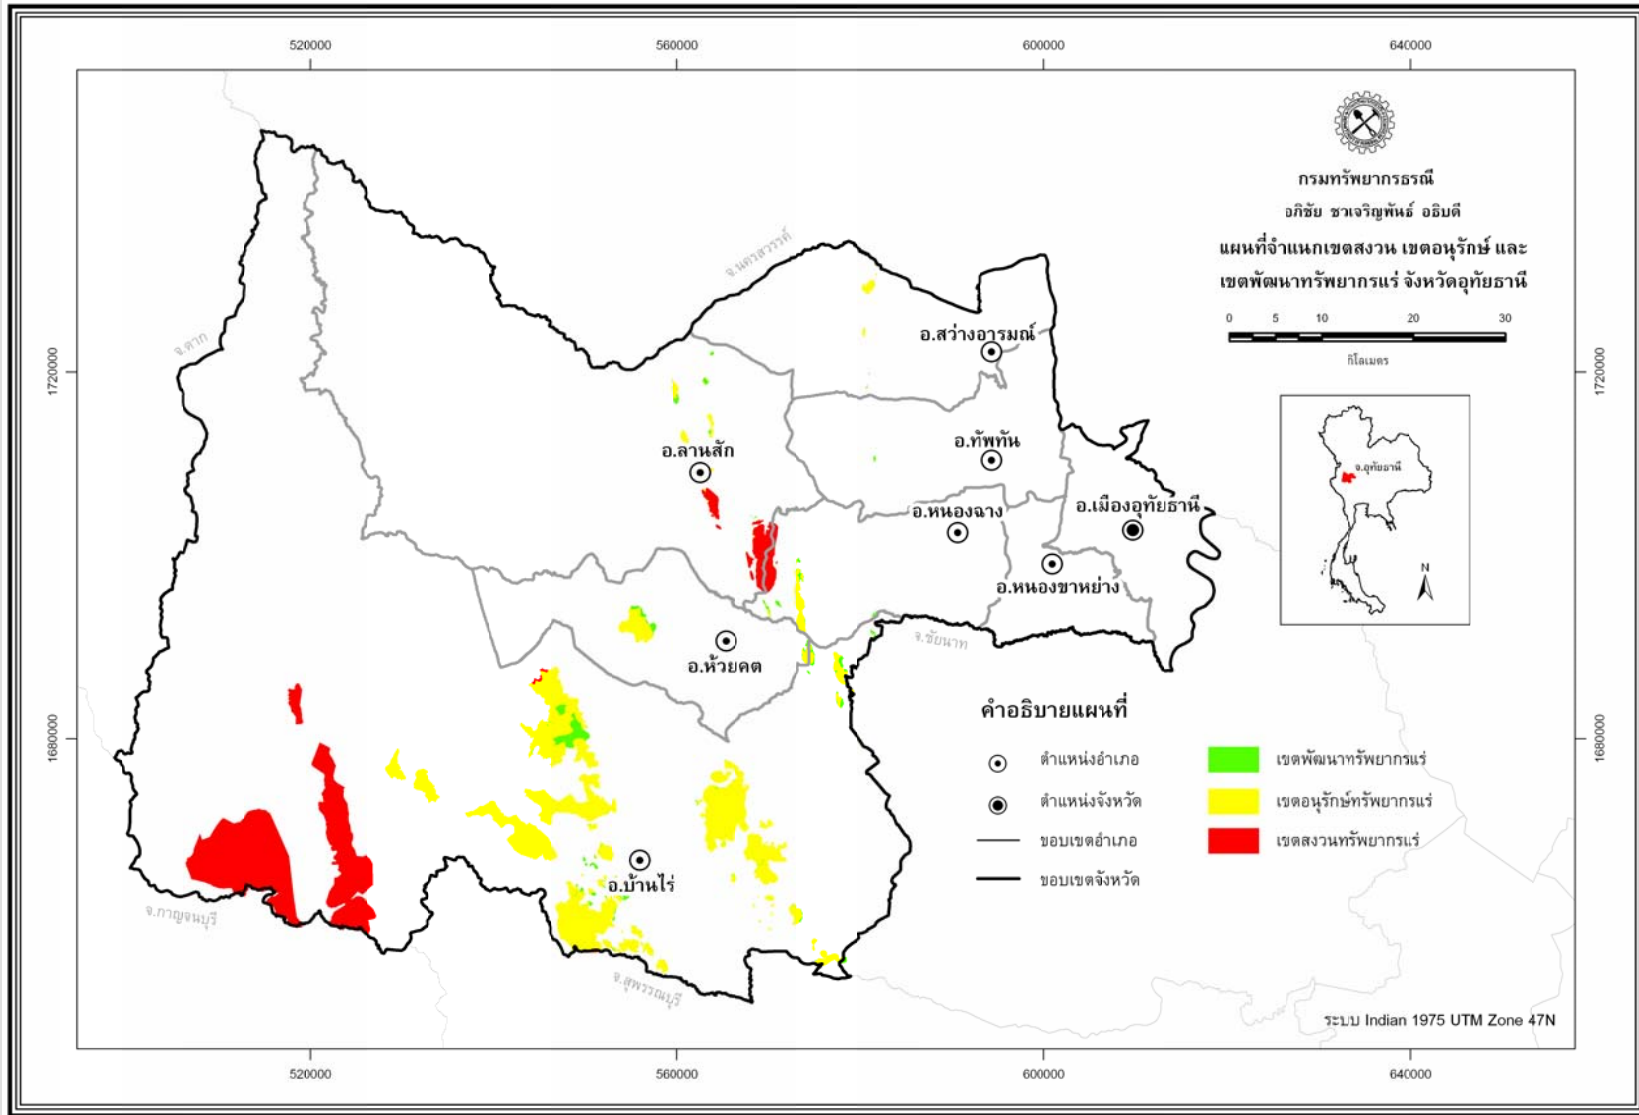 520000 560000 600000 640000
กรมทรัพยากรธรณี
อภิชัย ชวเจริญพันธ์ อธิบดี
แผนที่จำแนกเขตสงวน เขตอนุรักษ์ และ
เขตพัฒนาทรัพยากรแร่ จังหวัดอุทัยธานี
0 5 10 20 30
กิโลเมตร
จ.นครสวรรค์
จ.ตาก
อ.สว่างอารมณ์
1720000 1720000
อ.ทัพทัน
อ.ลานสัก
จ.อุทัยธานี
อ.หนองฉาง
อ.เมืองอุทัยธานี
อ.หนองขาหย่าง
N
จ.ชัยนาท
อ.ห้วยคต
คำอธิบายแผนที่
1680000 1680000
ตำแหน่งอำเภอ เขตพัฒนาทรัพยากรแร่
ตำแหน่งจังหวัด เขตอนุรักษ์ทรัพยากรแร่
ขอบเขตอำเภอ เขตสงวนทรัพยากรแร่
ขอบเขตจังหวัด
อ.บ้านไร่
จ.กาญจนบุรี
จ.สุพรรณบุรี
ระบบ Indian 1975 UTM Zone 47N
520000 560000 600000 640000